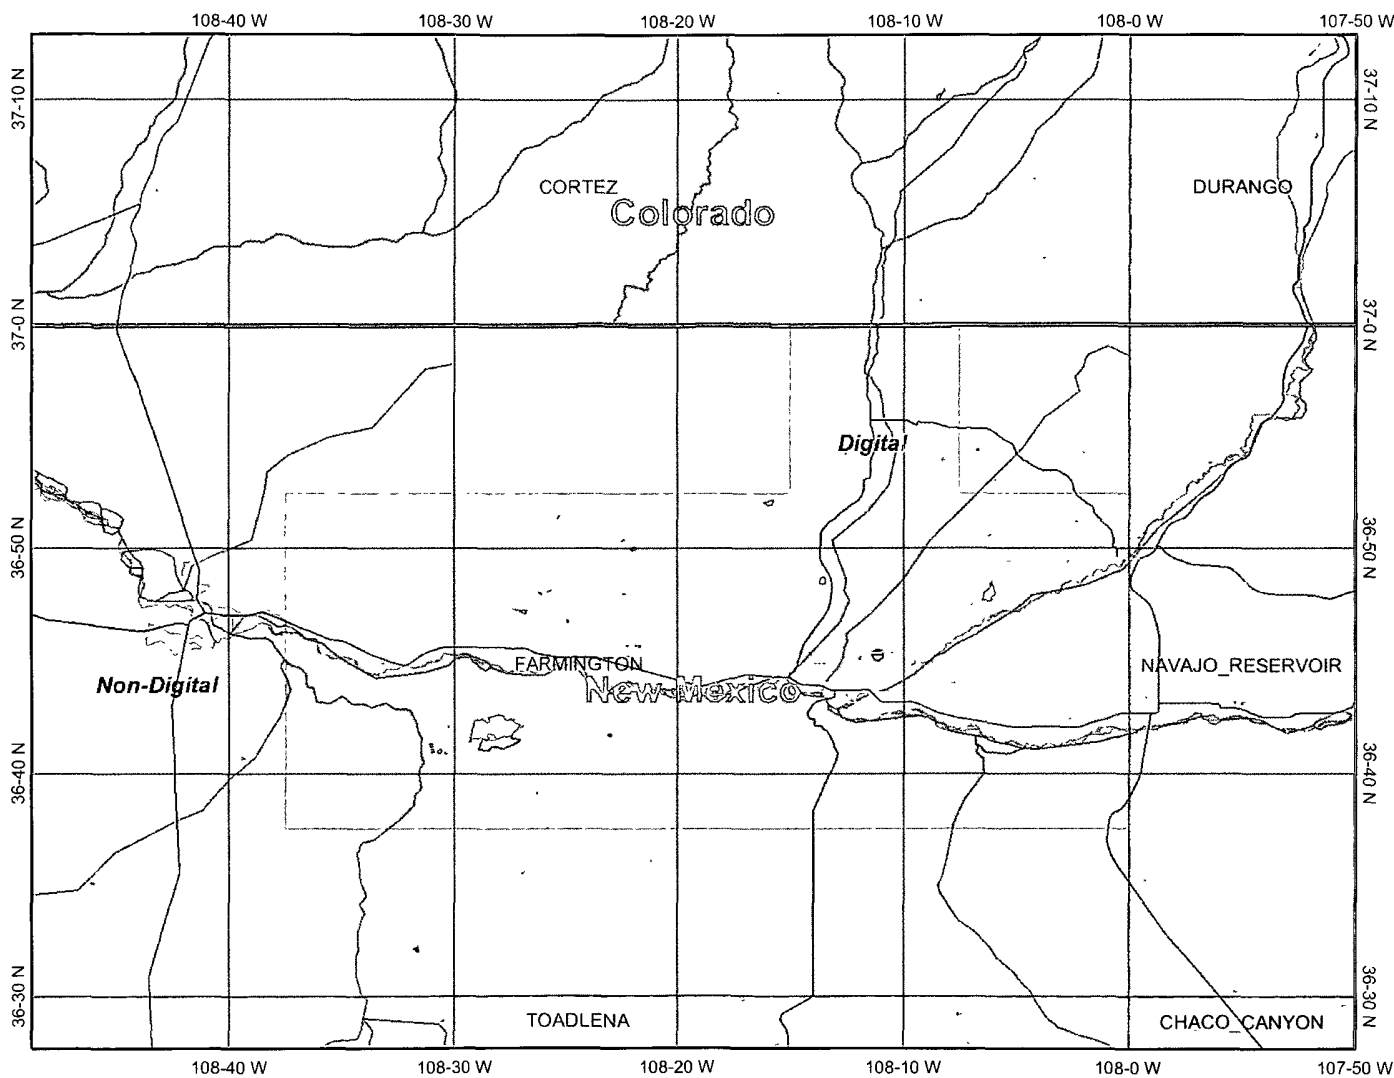 108-40 W 108-30 W 108-20 W 108-10 W 108-0 W 107-50 W
37-10 N 37-10 N
CORTEZ DURANGO
Colorado
37-0 N 37-0 N
Digital
36-50 N 36-50 N
FARMINGTON NAVAJO_RESERVOIR
Non-Digital New-Mexico
36-40 N 36-40 N
36-30 N 36-30 N
TOADLENA CHACO_CANYON
108-40 W 108-30 W 108-20 W 108-10 W 108-0 W 107-50 W